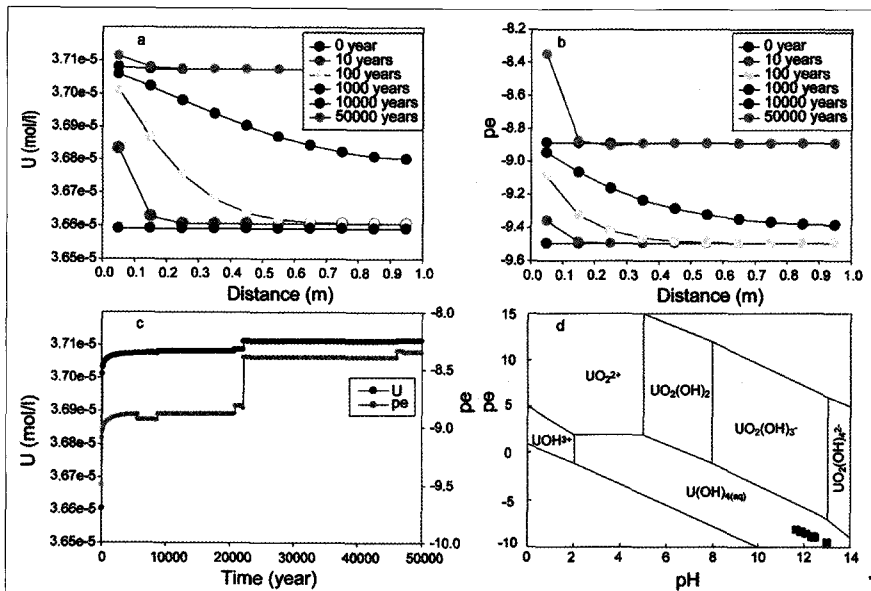 a
U (mol/l)
3.71e-5
3.70e-5
3.69e-5
3.68e-5
3.67e-5
3.66e-5
3.65e-5
0 year
10 years
100 years
1000 years
10000 years
50000 years
0.0 0.1 0.2 0.3 0.4 0.5 0.6 0.7 0.8 0.9 1.0
Distance (m)
b
pe
-8.2
-8.4
-8.6
-8.8
-9.0
-9.2
-9.4
-9.6
0 year
10 years
100 years
1000 years
10000 years
50000 years
0.0 0.1 0.2 0.3 0.4 0.5 0.6 0.7 0.8 0.9 1.0
Distance (m)
c
U (mol/l)
3.71e-5
3.70e-5
3.69e-5
3.68e-5
3.67e-5
3.66e-5
3.65e-5
U
pe
-8.0
-8.5
-9.0
-9.5
-10.0
pe
0 10000 20000 30000 40000 50000
Time (year)
d
pe
15
10
5
0
-5
-10
UO₂²⁺
UO₂(OH)₂
UO₂(OH)₃⁻
UO₂(OH)₄²⁻
UOH³⁺
U(OH)₄(aq)
0 2 4 6 8 10 12 14
pH